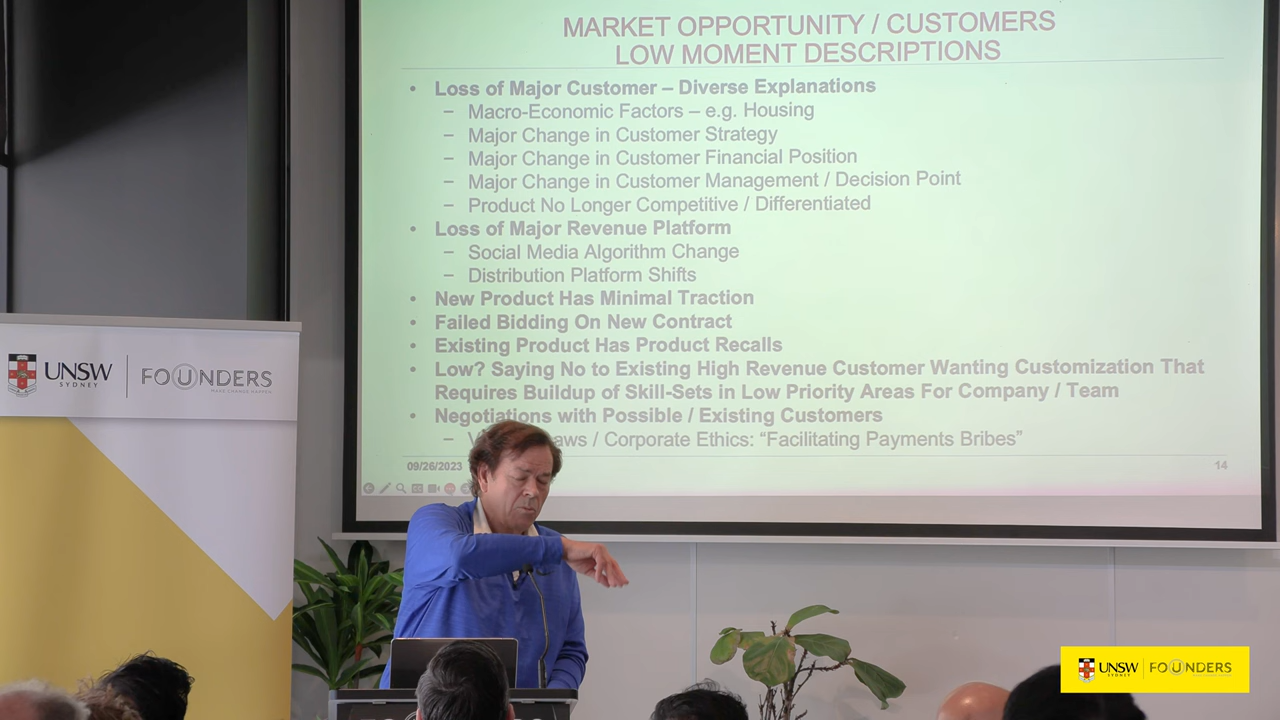 MARKET OPPORTUNITY / CUSTOMERS
LOW MOMENT DESCRIPTIONS
• Loss of Major Customer – Diverse Explanations
– Macro-Economic Factors – e.g. Housing
– Major Change in Customer Strategy
– Major Change in Customer Financial Position
– Major Change in Customer Management / Decision Point
– Product No Longer Competitive / Differentiated
• Loss of Major Revenue Platform
– Social Media Algorithm Change
– Distribution Platform Shifts
• New Product Has Minimal Traction
• Failed Bidding On New Contract
• Existing Product Has Product Recalls
• Low? Saying No to Existing High Revenue Customer Wanting Customization That
Requires Buildup of Skill-Sets in Low Priority Areas For Company / Team
• Negotiations with Possible / Existing Customers
– / Corporate Ethics: “Facilitating Payments Bribes”
09/26/2023
14
UNSW
SYDNEY
FOUNDERS
MAKE CHANGE HAPPEN
UNSW
SYDNEY
FOUNDERS